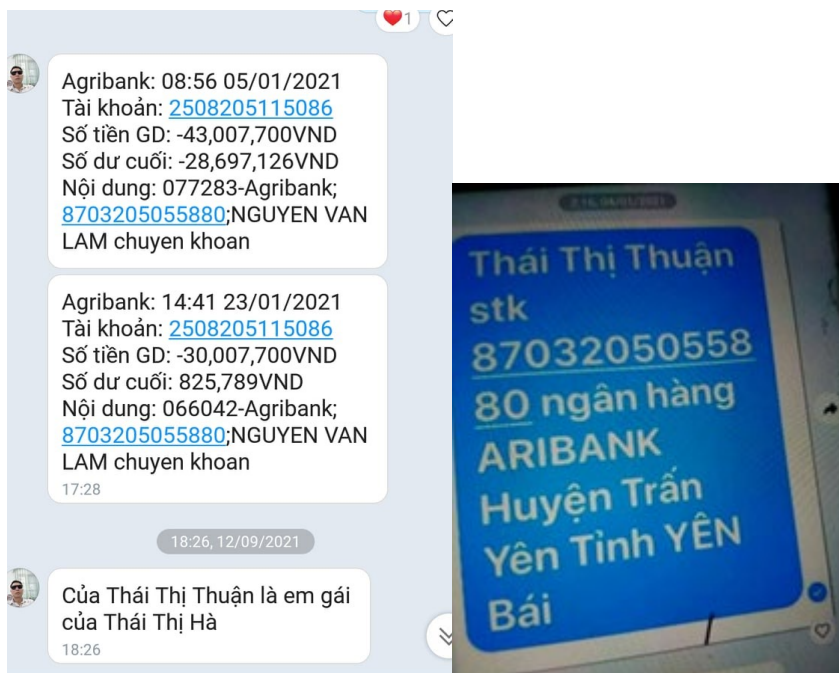 1
Agribank: 08:56 05/01/2021
Tài khoản: 2508205115086
Số tiền GD: -43,007,700VND
Số dư cuối: -28,697,126VND
Nội dung: 077283-Agribank;
8703205055880;NGUYEN VAN
LAM chuyen khoan
Agribank: 14:41 23/01/2021
Tài khoản: 2508205115086
Số tiền GD: -30,007,700VND
Số dư cuối: 825,789VND
Nội dung: 066042-Agribank;
8703205055880;NGUYEN VAN
LAM chuyen khoan
17:28
18:26, 12/09/2021
Của Thái Thị Thuận là em gái
của Thái Thị Hà
18:26
Thái Thị Thuận
stk
87032050558
80 ngân hàng
ARIBANK
Huyện Trấn
Yên Tỉnh YÊN
Bái